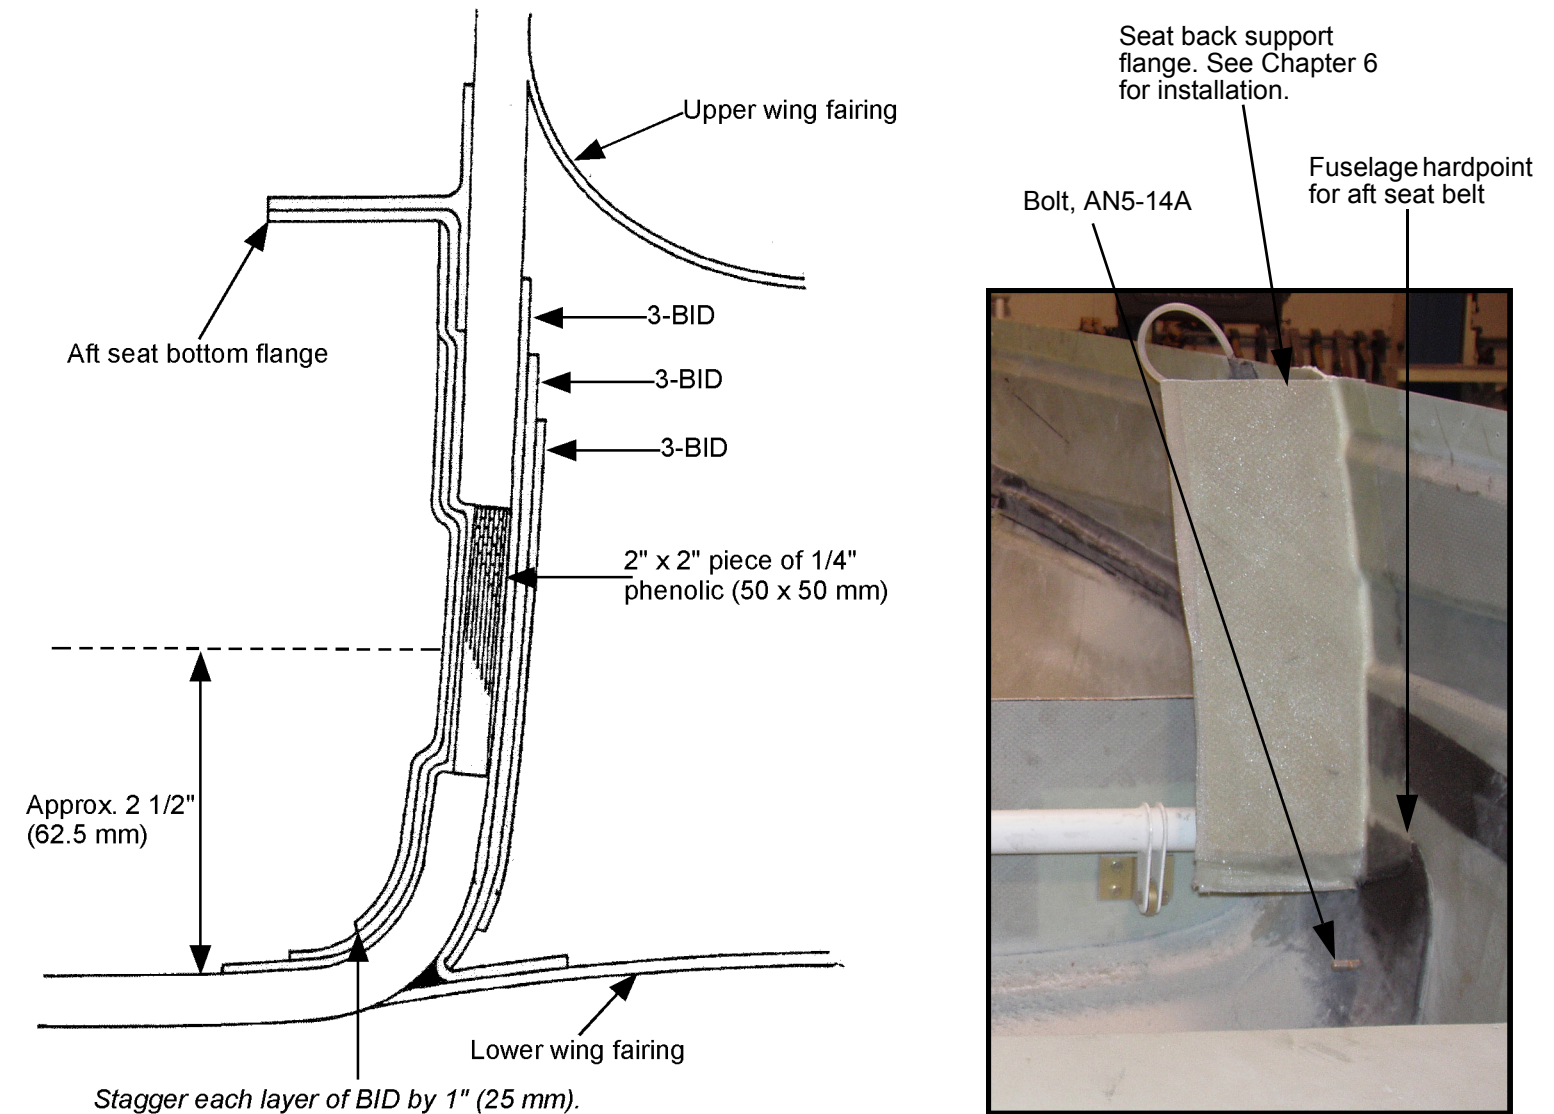 Upper wing fairing
Aft seat bottom flange
3-BID
3-BID
3-BID
2" x 2" piece of 1/4"
phenolic (50 x 50 mm)
Approx. 2 1/2"
(62.5 mm)
Lower wing fairing
Stagger each layer of BID by 1" (25 mm).
Seat back support
flange. See Chapter 6
for installation.
Bolt, AN5-14A
Fuselage hardpoint
for aft seat belt